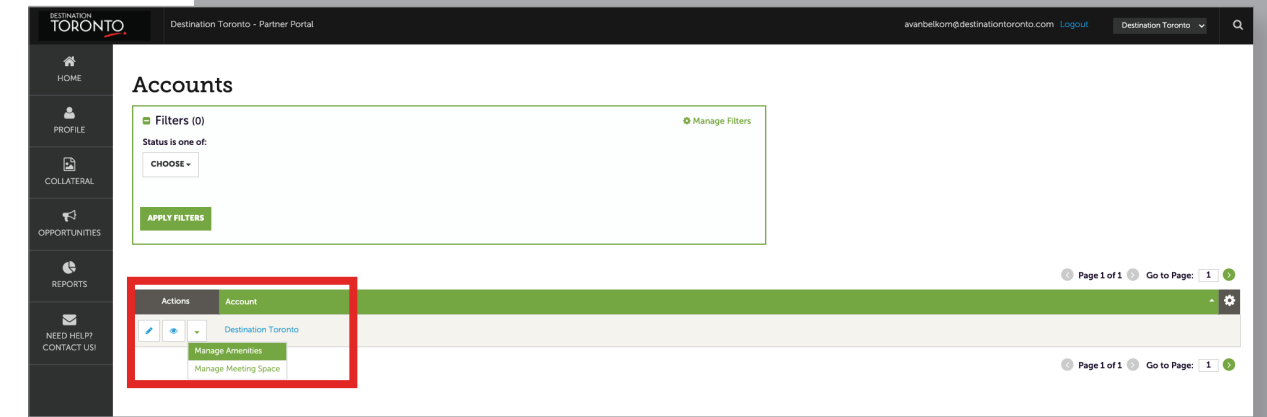 DESTINATION
TORONTO.
Destination Toronto - Partner Portal
avanbelkom@destinationtoronto.com Logout
Destination Toronto
HOME
PROFILE
COLLATERAL
OPPORTUNITIES
REPORTS
NEED HELP?
CONTACT US!
Accounts
Filters (0)
Manage Filters
Status is one of:
CHOOSE
APPLY FILTERS
Page 1 of 1 Go to Page: 1
Actions Account
Destination Toronto
Manage Amenities
Manage Meeting Space
Page 1 of 1 Go to Page: 1